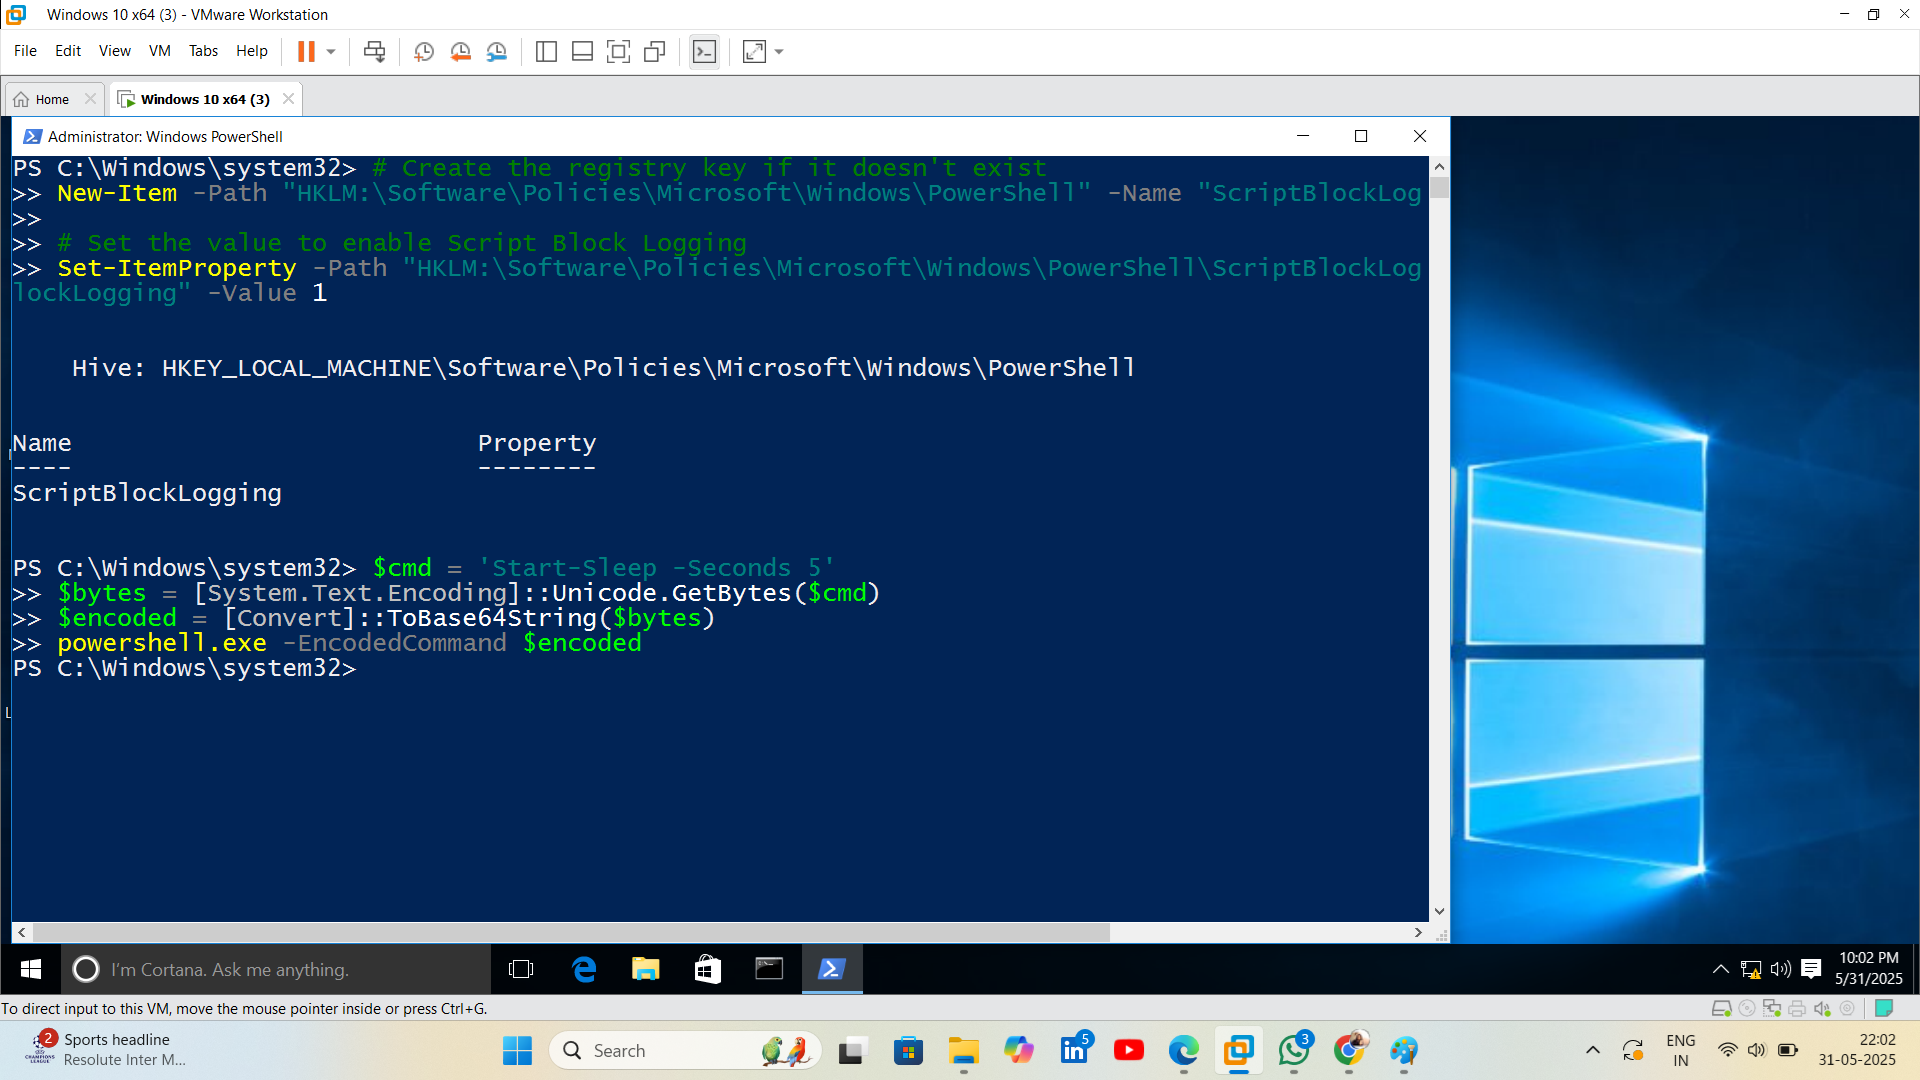 Windows 10 x64 (3) - VMware Workstation
File Edit View VM Tabs Help
Home
Windows 10 x64 (3)
Administrator: Windows PowerShell
PS C:\Windows\system32> # Create the registry key if it doesn't exist
>> New-Item -Path "HKLM:\Software\Policies\Microsoft\Windows\PowerShell" -Name "ScriptBlockLog
>>
>> # Set the value to enable Script Block Logging
>> Set-ItemProperty -Path "HKLM:\Software\Policies\Microsoft\Windows\PowerShell\ScriptBlockLog
lockLogging" -Value 1
Hive: HKEY_LOCAL_MACHINE\Software\Policies\Microsoft\Windows\PowerShell
Name Property
---- --------
ScriptBlockLogging
PS C:\Windows\system32> $cmd = 'Start-Sleep -Seconds 5'
>> $bytes = [System.Text.Encoding]::Unicode.GetBytes($cmd)
>> $encoded = [Convert]::ToBase64String($bytes)
>> powershell.exe -EncodedCommand $encoded
PS C:\Windows\system32>
L
I'm Cortana. Ask me anything.
10:02 PM
5/31/2025
To direct input to this VM, move the mouse pointer inside or press Ctrl+G.
2
Sports headline
Resolute Inter M...
Search
5
3
ENG
IN
22:02
31-05-2025